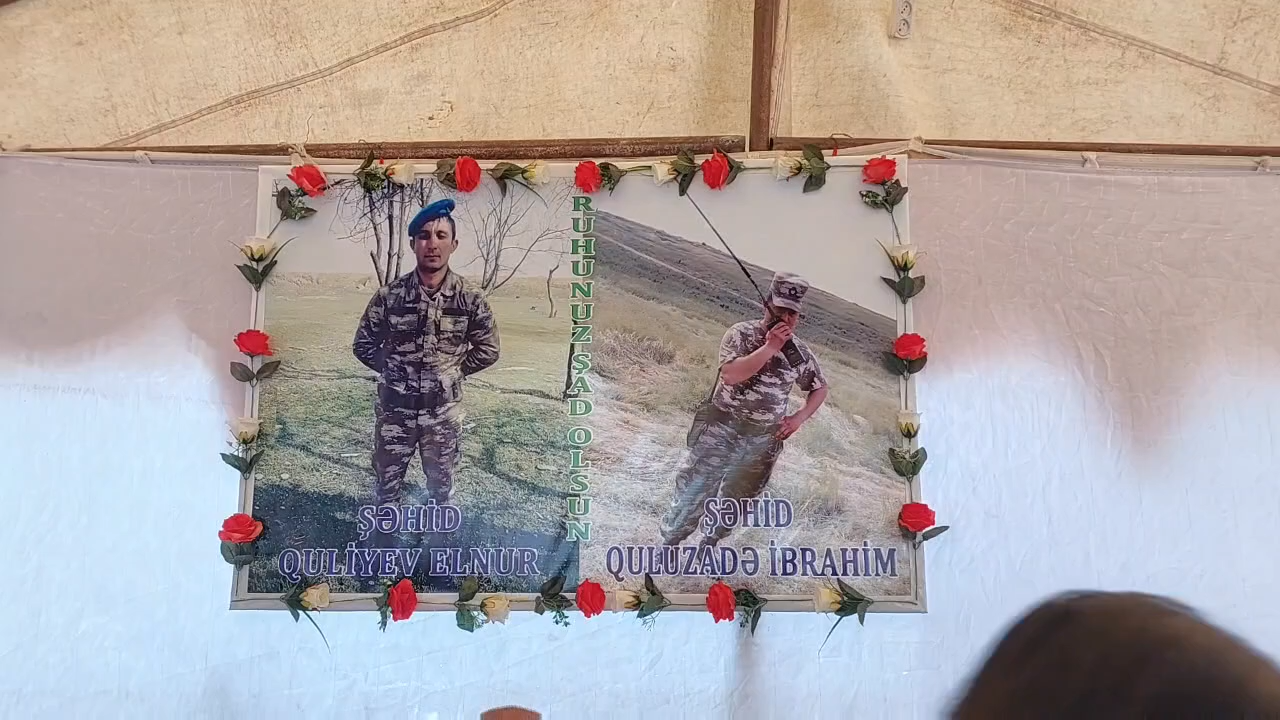 RUHUNUZ ŞAD OLSUN
ŞƏHİD
QULİYEV ELNUR
ŞƏHİD
QULUZADƏ İBRAHİM